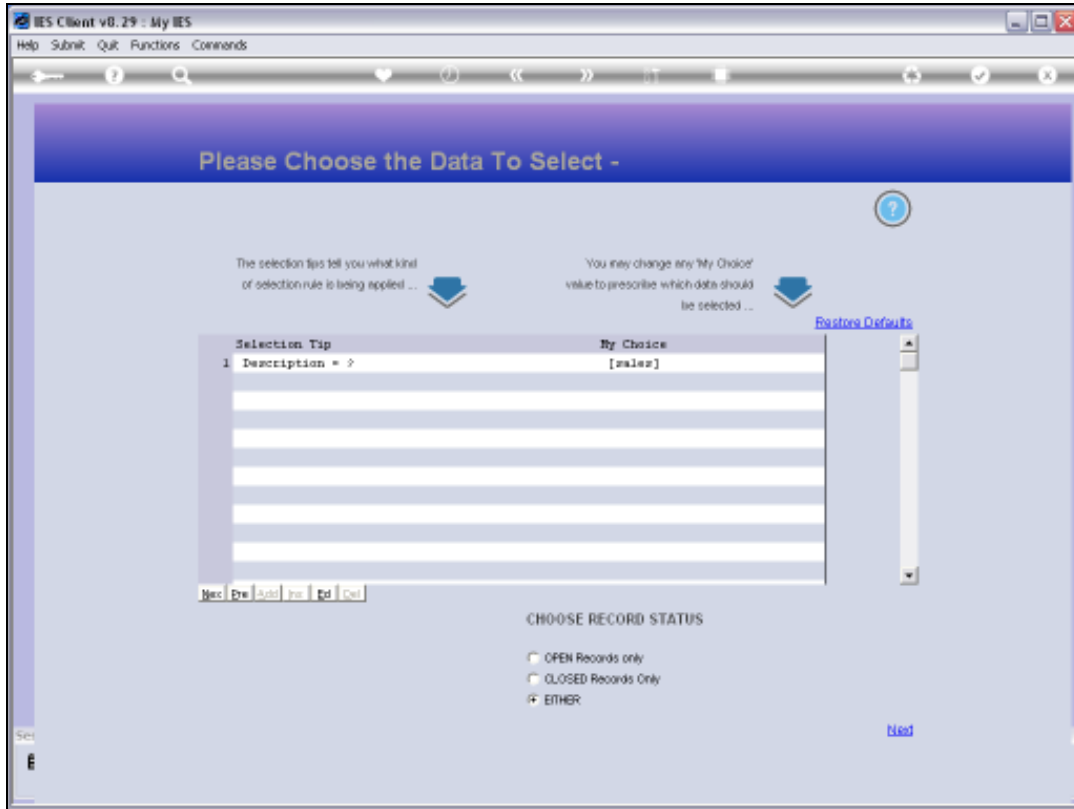 IES Client v8.29 : My IES
Help Submit Quit Functions Commands
Please Choose the Data To Select -
The selection tips tell you what kind
of selection rule is being applied ...
You may change any 'My Choice'
value to prescribe which data should
be selected ...
Restore Defaults
Selection Tip My Choice
1 Description = ? [sales]
Nex Pre Add Ins Ed Del
CHOOSE RECORD STATUS
OPEN Records only
CLOSED Records Only
EITHER
Next